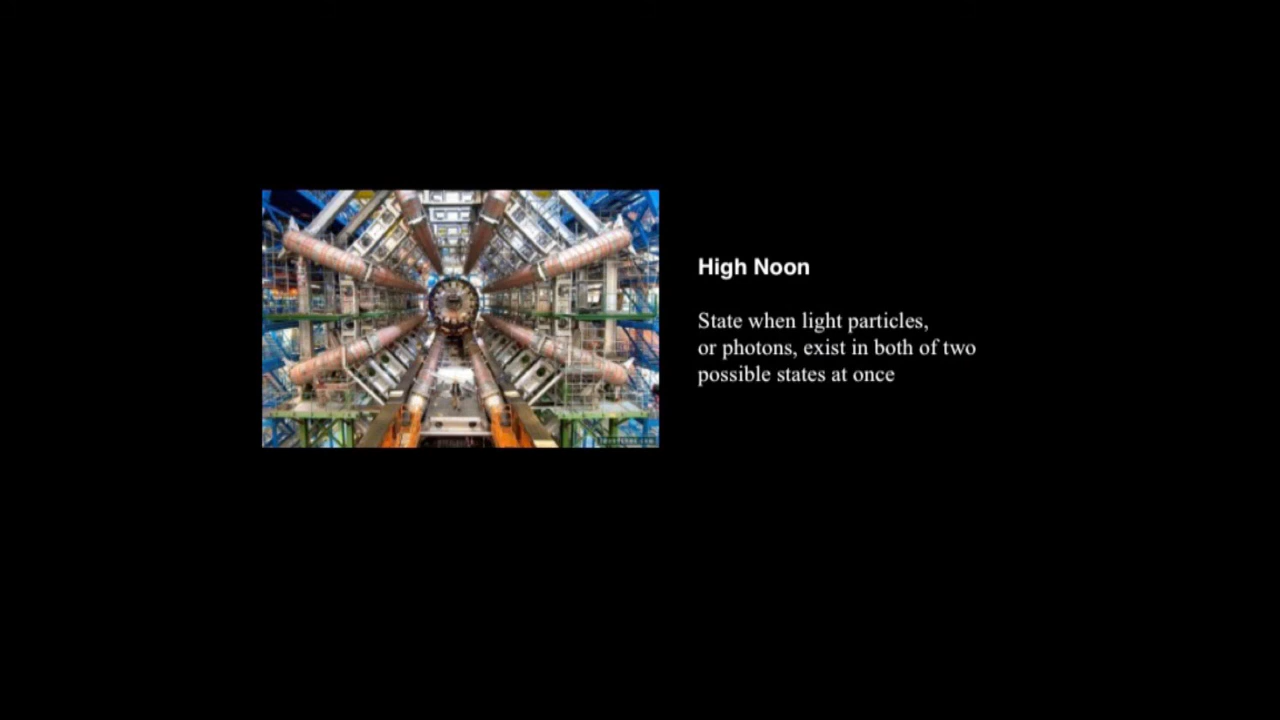 High Noon
State when light particles,
or photons, exist in both of two
possible states at once